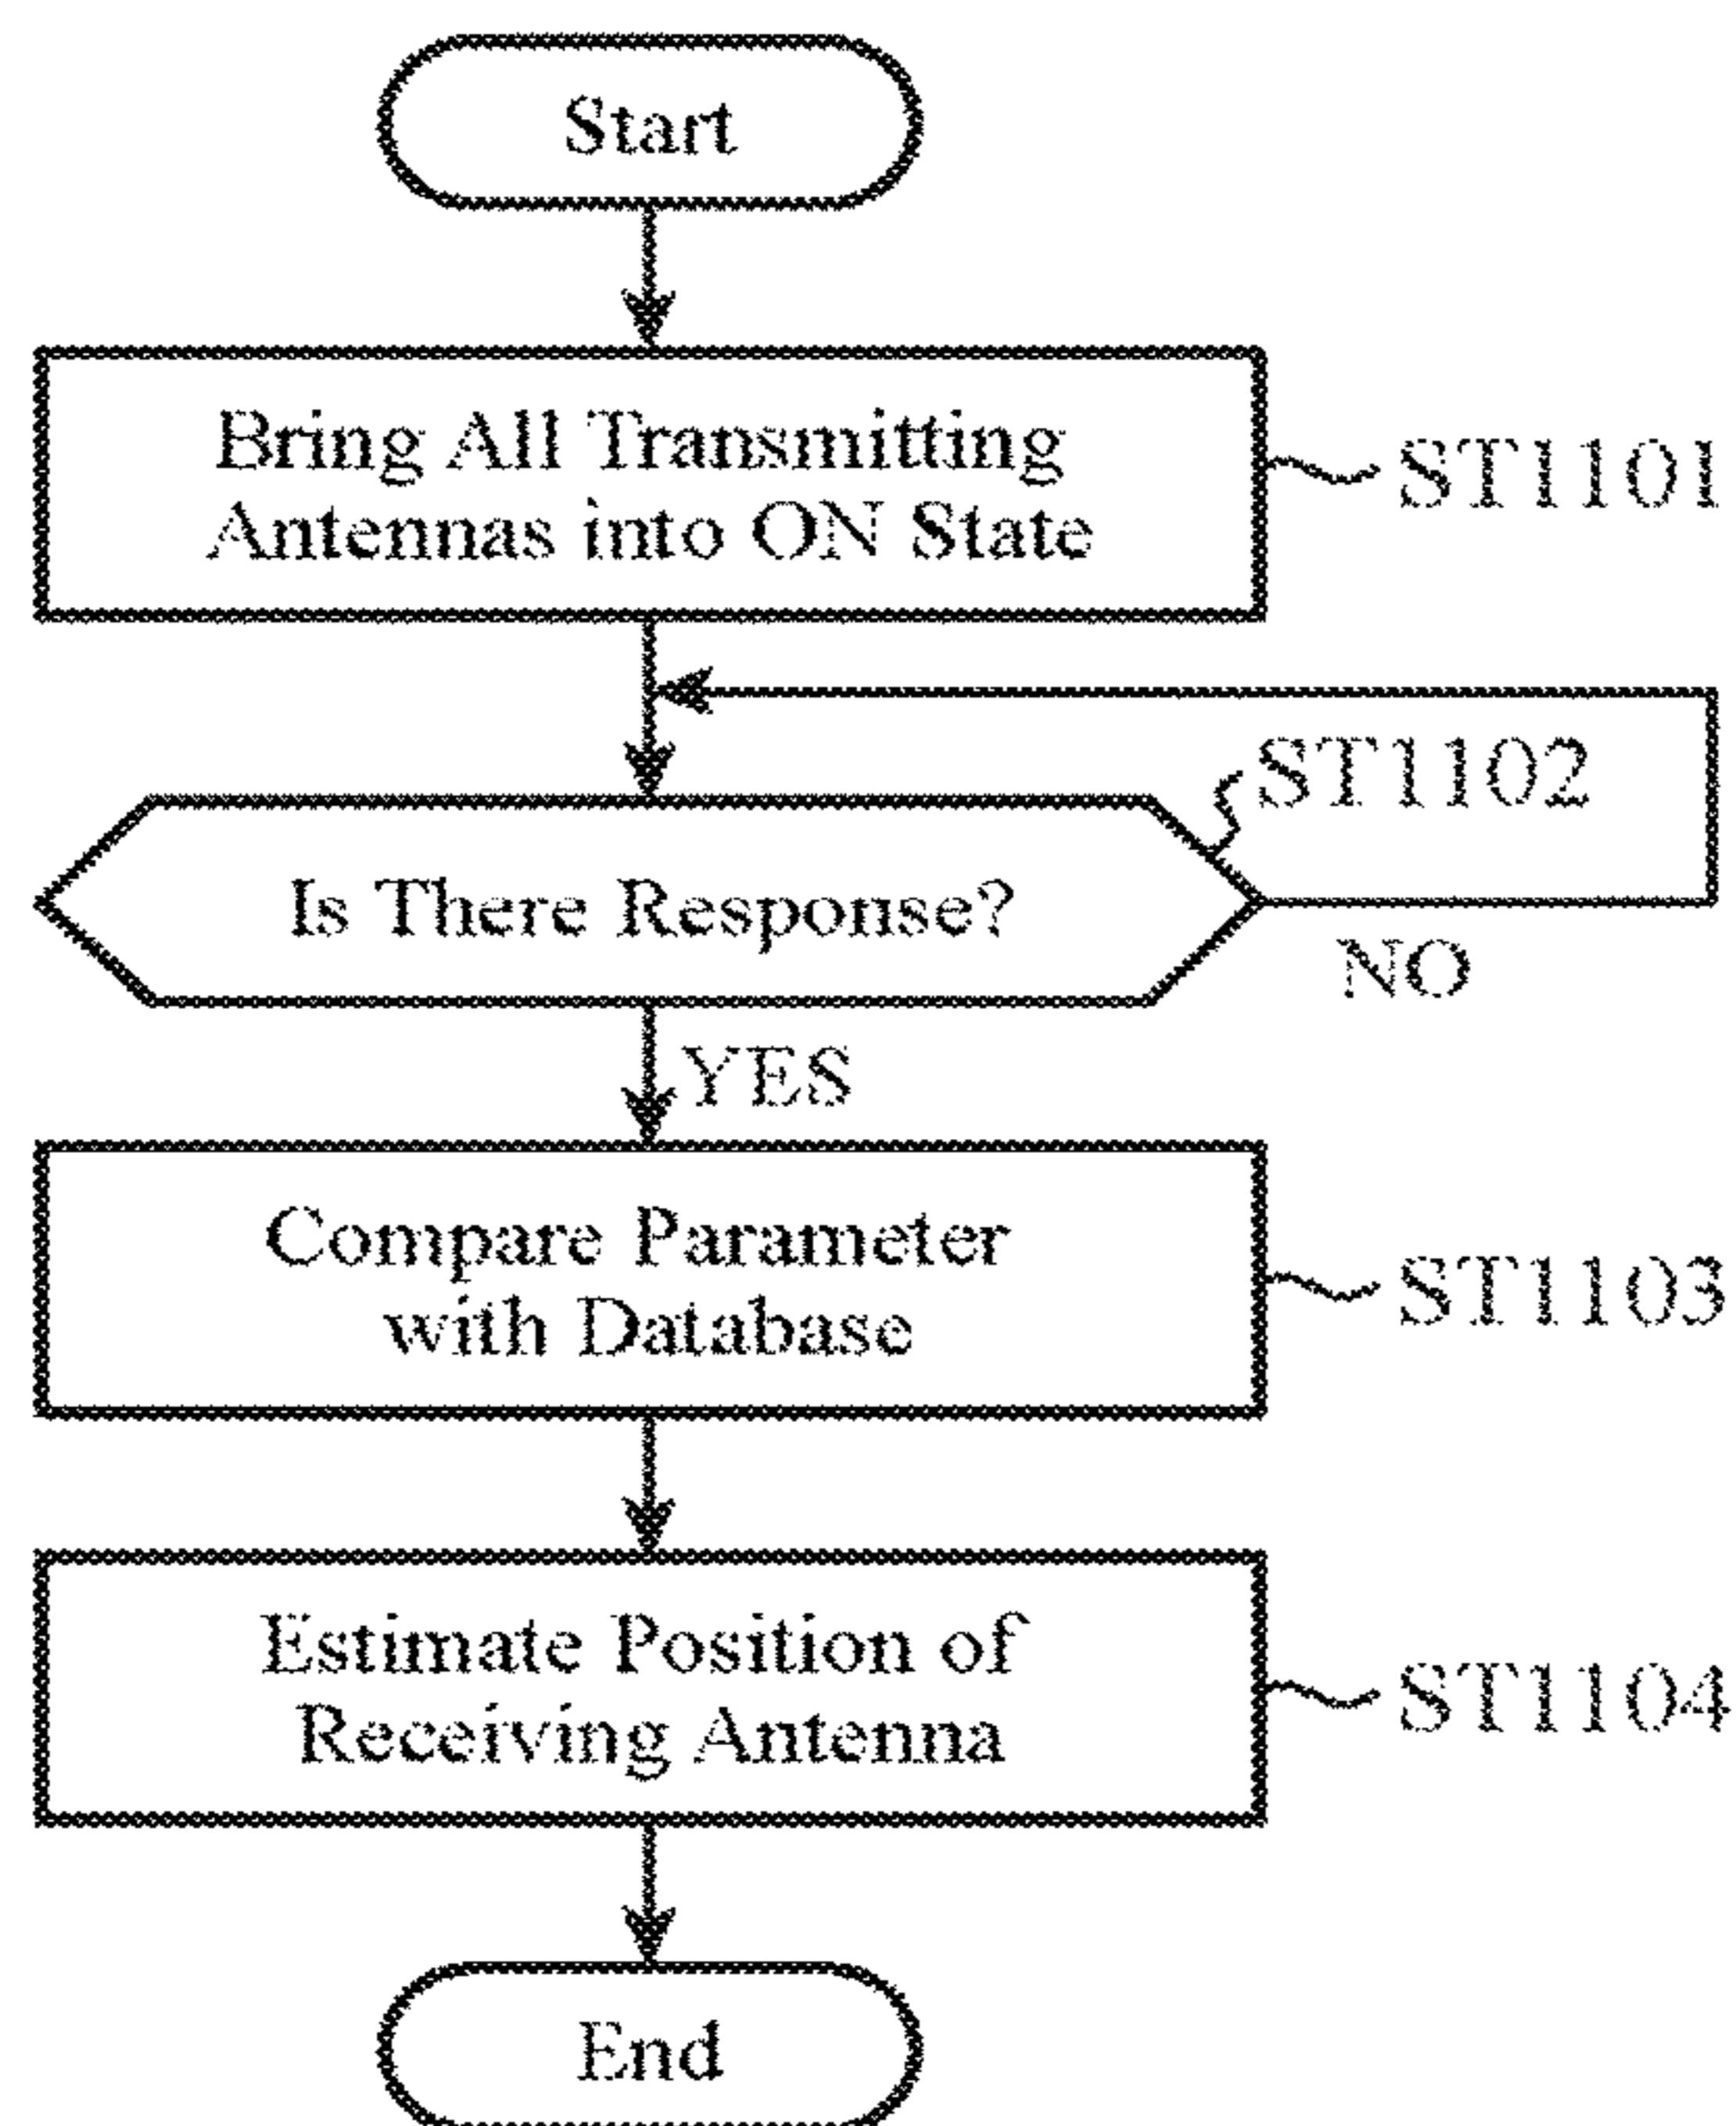 Start
Bring All Transmitting
Antennas into ON State
ST1101
ST1102
Is There Response?
NO
YES
Compare Parameter
with Database
ST1103
Estimate Position of
Receiving Antenna
ST1104
End